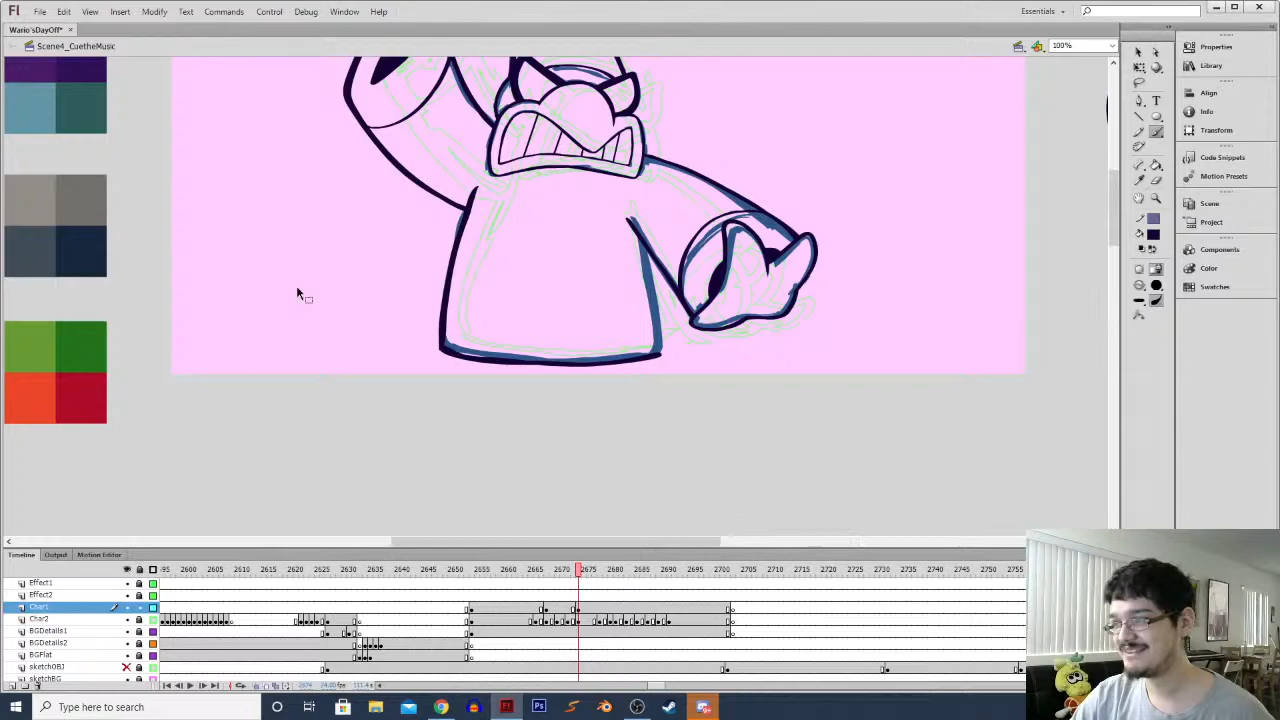 Fl File Edit View Insert Modify Text Commands Control Debug Window Help Essentials
Wario'sDayOff*
Scene4_CuetheMusic 100%
Properties
Library
Align
Info
Transform
Code Snippets
Motion Presets
Scene
Project
Components
Color
Swatches
Timeline Output Motion Editor
2600 2605 2610 2615 2620 2625 2630 2635 2640 2645 2650 2655 2660 2665 2670 2675 2680 2685 2690 2695 2700 2705 2710 2715 2720 2725 2730 2735 2740 2745 2750 2755
Effect1
Effect2
Char1
Char2
BGDetails1
BGDetails2
BGFlat
sketchOBJ
sketchBG
2674 24.00 fps
Type here to search